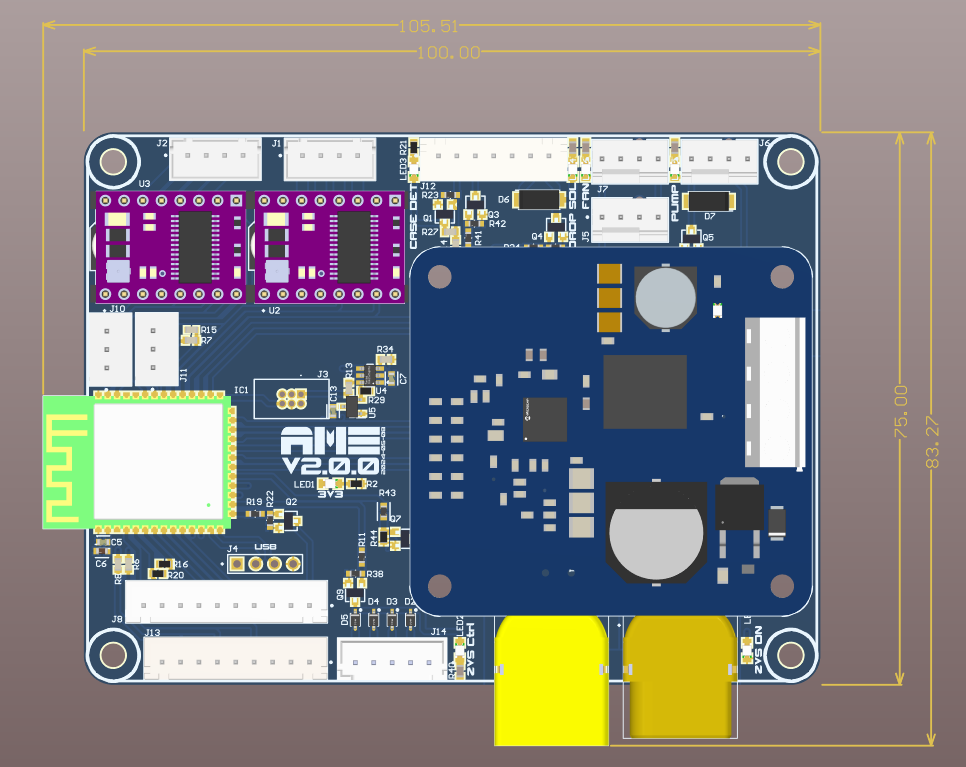 105.51
100.00
J2
J1
R21
LED3
J12
CASE DET
R23
Q1
R27
Q3
R42
R41
D6
Q4
DROP SOL
FAN
J7
J5
PUMP
D7
Q5
J6
U3
U2
J10
J11
R15
R7
R34
R13
C7
U4
R29
U5
C13
J3
IC1
AME
V2.0.0
LED1
3V3
R2
R43
Q7
R44
R19
R22
Q2
J4
USB
R11
R38
Q9
C5
C6
R8
R6
R16
R20
D5
D4
D3
D2
J8
J13
J14
LED2
R40
ZVS Ctrl
ZVS ON
75.00
83.27